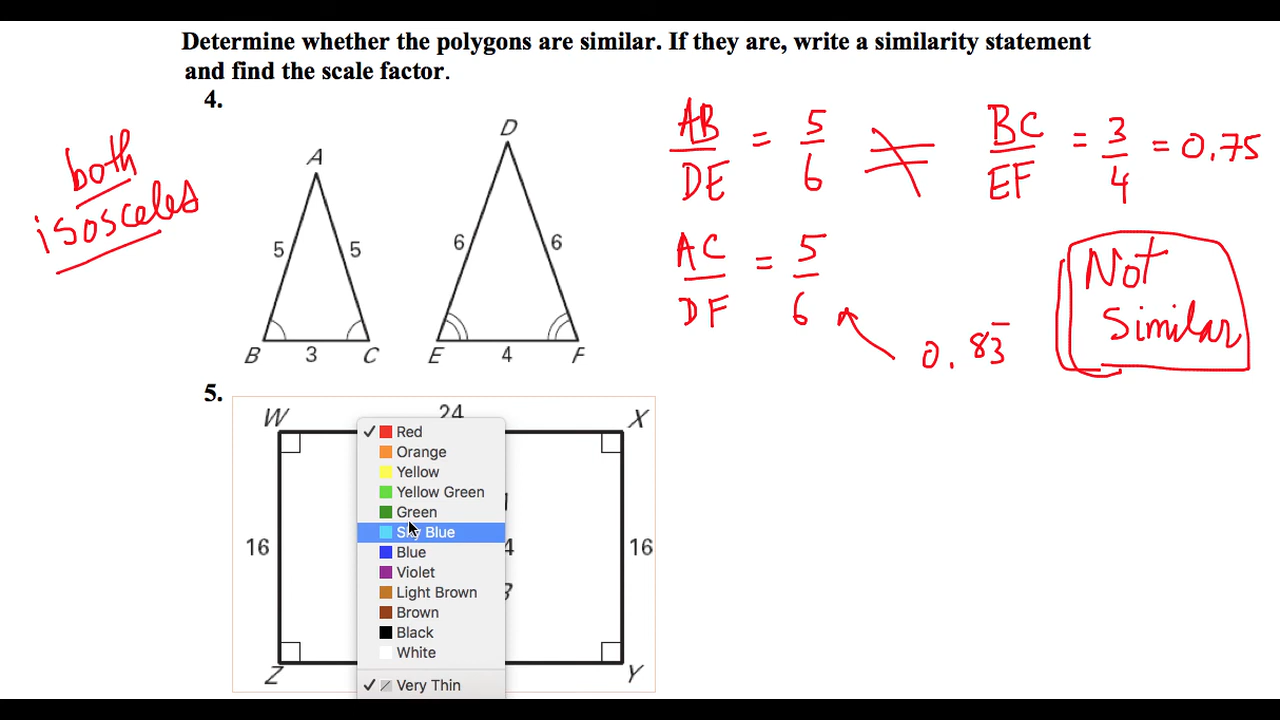 Determine whether the polygons are similar. If they are, write a similarity statement
and find the scale factor.
4.
both
isosceles
A
5
5
B
3
C
D
6
6
E
4
F
AB/DE = 5/6 ≠ BC/EF = 3/4 = 0.75
AC/DF = 5/6
0.83̅
Not
Similar
5.
W
24
X
16
16
4
Z
Y
✓ Red
Orange
Yellow
Yellow Green
Green
Sky Blue
Blue
Violet
Light Brown
Brown
Black
White
✓ Very Thin